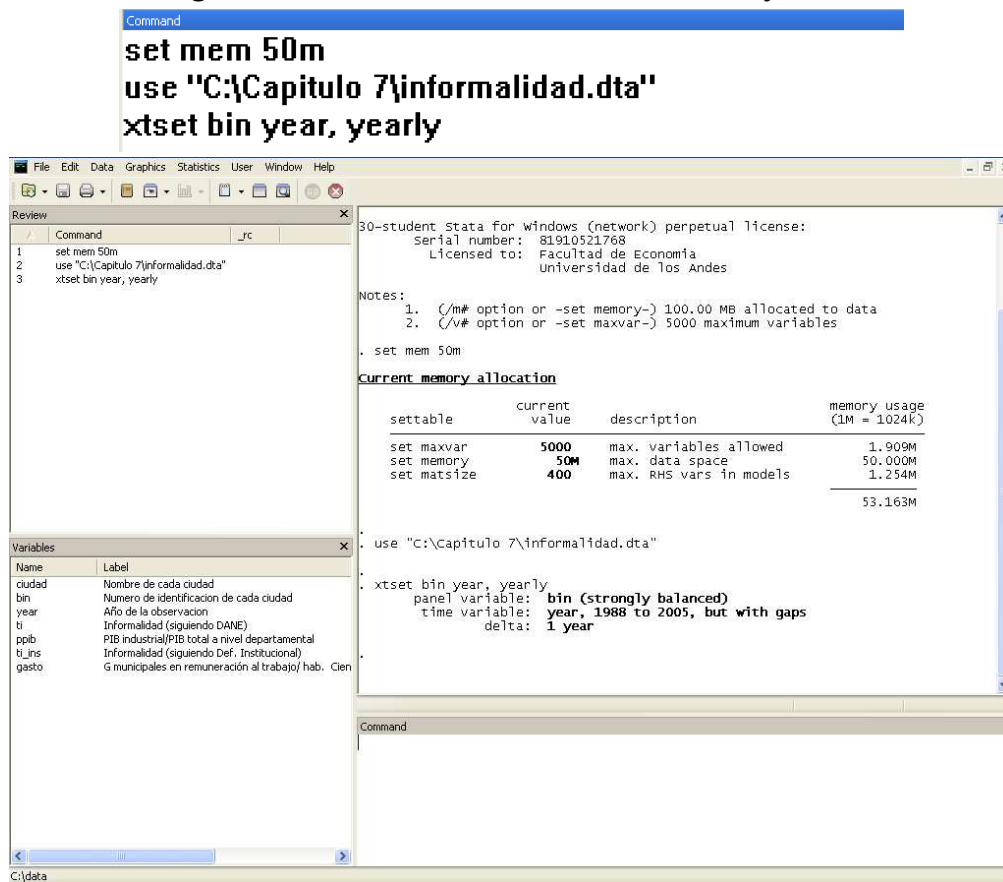 Command
set mem 50m
use "C:\Capitulo 7\informalidad.dta"
xtset bin year, yearly
File Edit Data Graphics Statistics User Window Help
Review
Command _rc
1 set mem 50m
2 use "C:\Capitulo 7\informalidad.dta"
3 xtset bin year, yearly
Variables
Name Label
ciudad Nombre de cada ciudad
bin Numero de identificacion de cada ciudad
year Año de la observacion
ti Informalidad (siguiendo DANE)
ppib PIB industrial/PIB total a nivel departamental
ti_ins Informalidad (siguiendo Def. Institucional)
gasto G municipales en remuneración al trabajo/ hab. Cien
30-student Stata for Windows (network) perpetual license:
Serial number: 81910521768
Licensed to: Facultad de Economia
Universidad de los Andes
Notes:
1. (/m# option or -set memory-) 100.00 MB allocated to data
2. (/v# option or -set maxvar-) 5000 maximum variables
. set mem 50m
Current memory allocation
current memory usage
settable value description (1M = 1024k)
set maxvar 5000 max. variables allowed 1.909M
set memory 50M max. data space 50.000M
set matsize 400 max. RHS vars in models 1.254M
53.163M
.
. use "C:\Capitulo 7\informalidad.dta"
.
. xtset bin year, yearly
panel variable: bin (strongly balanced)
time variable: year, 1988 to 2005, but with gaps
delta: 1 year
.
Command
C:\data